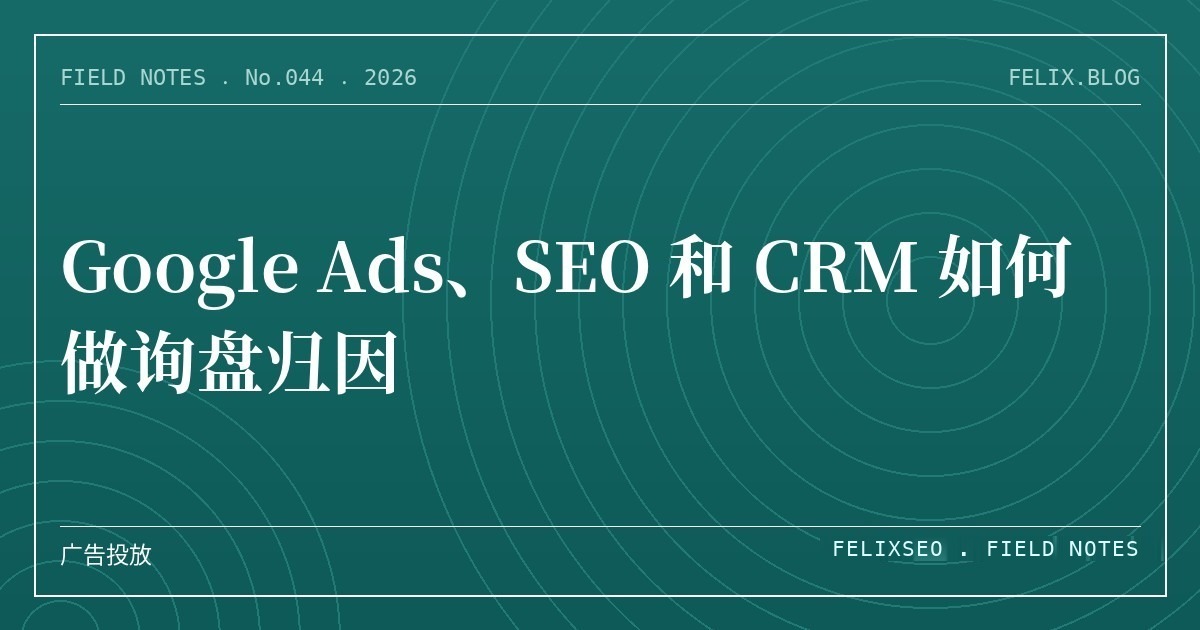 FIELD NOTES . No.044 . 2026
FELIX.BLOG
Google Ads、SEO 和 CRM 如何
做询盘归因
广告投放
FELIXSEO . FIELD NOTES